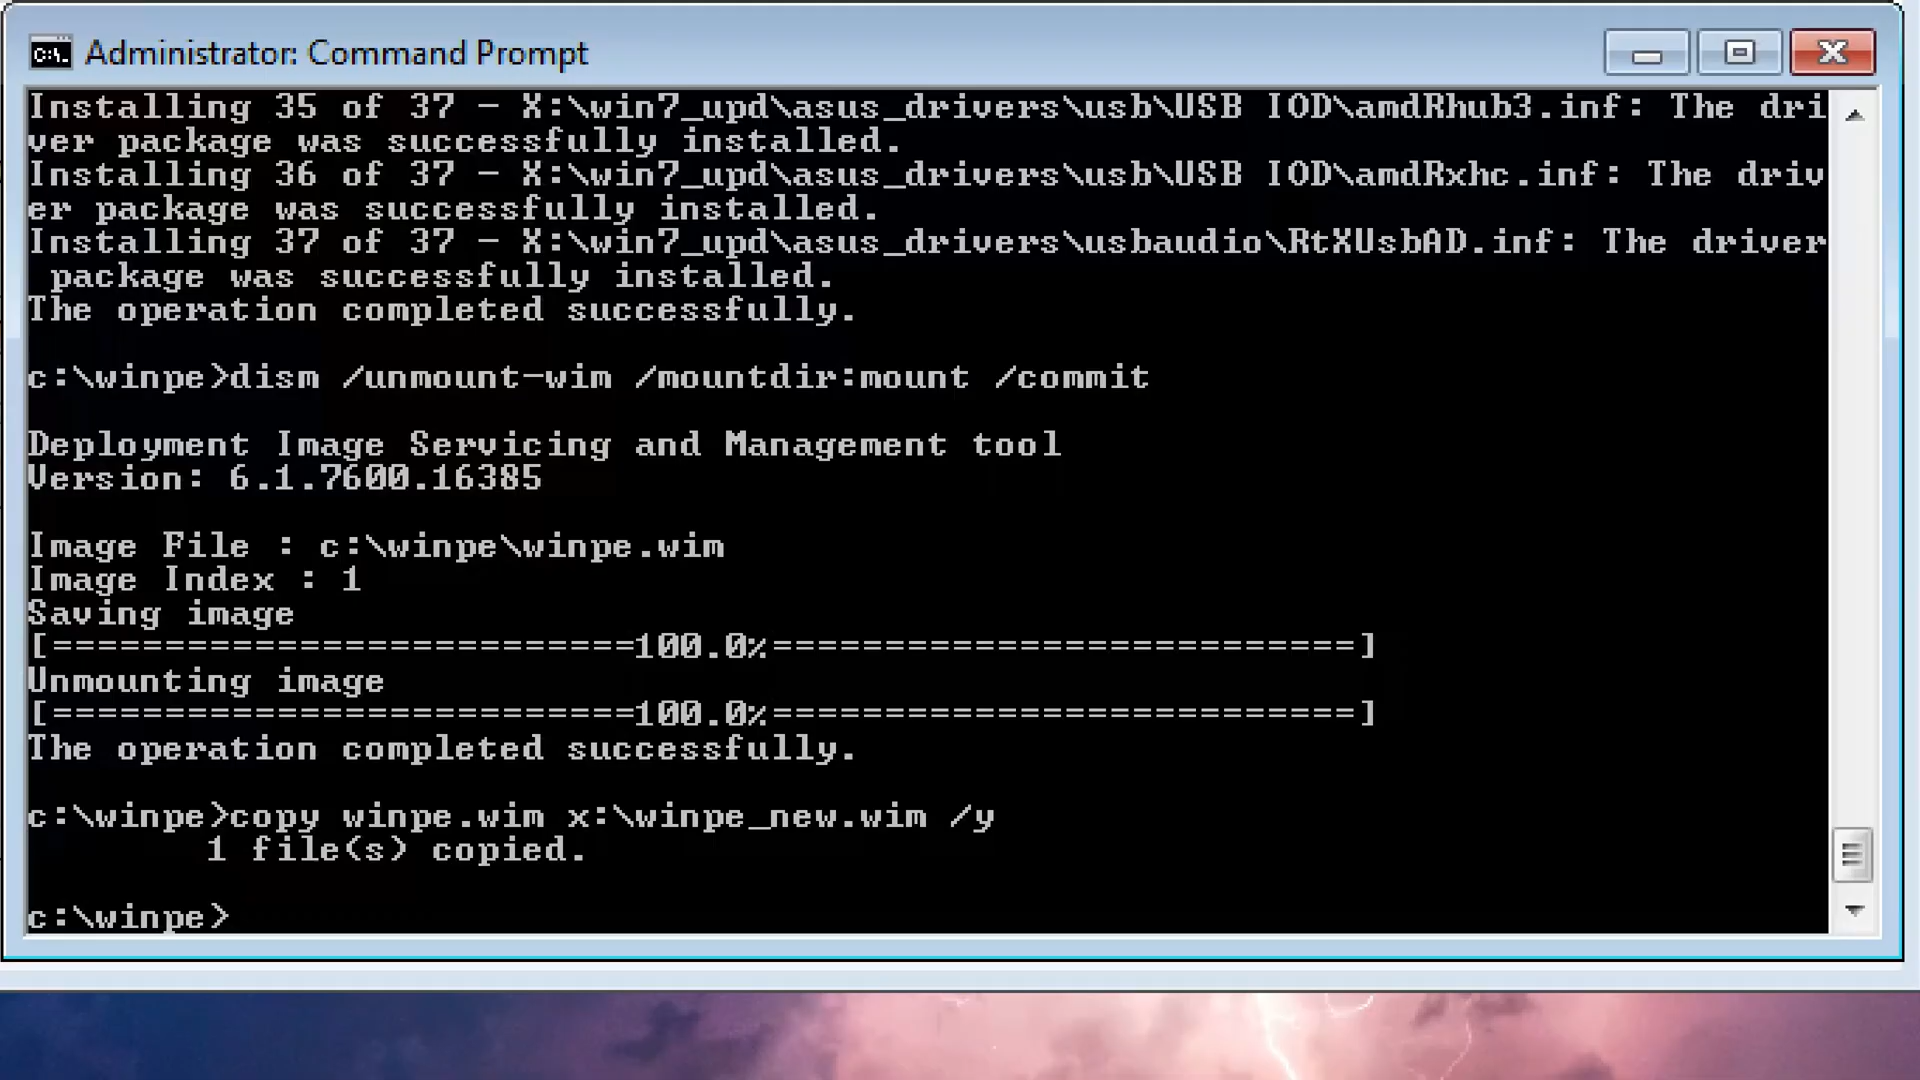 Administrator: Command Prompt
Installing 35 of 37 - X:\win7_upd\asus_drivers\usb\USB IOD\amdRhub3.inf: The dri
ver package was successfully installed.
Installing 36 of 37 - X:\win7_upd\asus_drivers\usb\USB IOD\amdRxhc.inf: The driv
er package was successfully installed.
Installing 37 of 37 - X:\win7_upd\asus_drivers\usbaudio\RtXUsbAD.inf: The driver
 package was successfully installed.
The operation completed successfully.
c:\winpe>dism /unmount-wim /mountdir:mount /commit
Deployment Image Servicing and Management tool
Version: 6.1.7600.16385
Image File : c:\winpe\winpe.wim
Image Index : 1
Saving image
[==========================100.0%==========================]
Unmounting image
[==========================100.0%==========================]
The operation completed successfully.
c:\winpe>copy winpe.wim x:\winpe_new.wim /y
        1 file(s) copied.
c:\winpe>